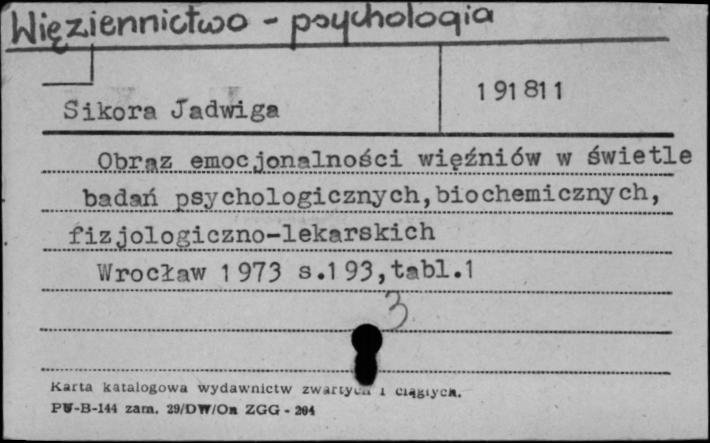 Więziennictwo - psychologia
191811
Sikora Jadwiga
Obraz emocjonalności więźniów w świetle
badań psychologicznych,biochemicznych,
fizjologiczno-lekarskich
Wrocław 1973 s.193,tabl.1
3
Karta katalogowa wydawnictw zwartych i ciągłych.
PU-B-144 zam. 29/DW/On ZGG - 204